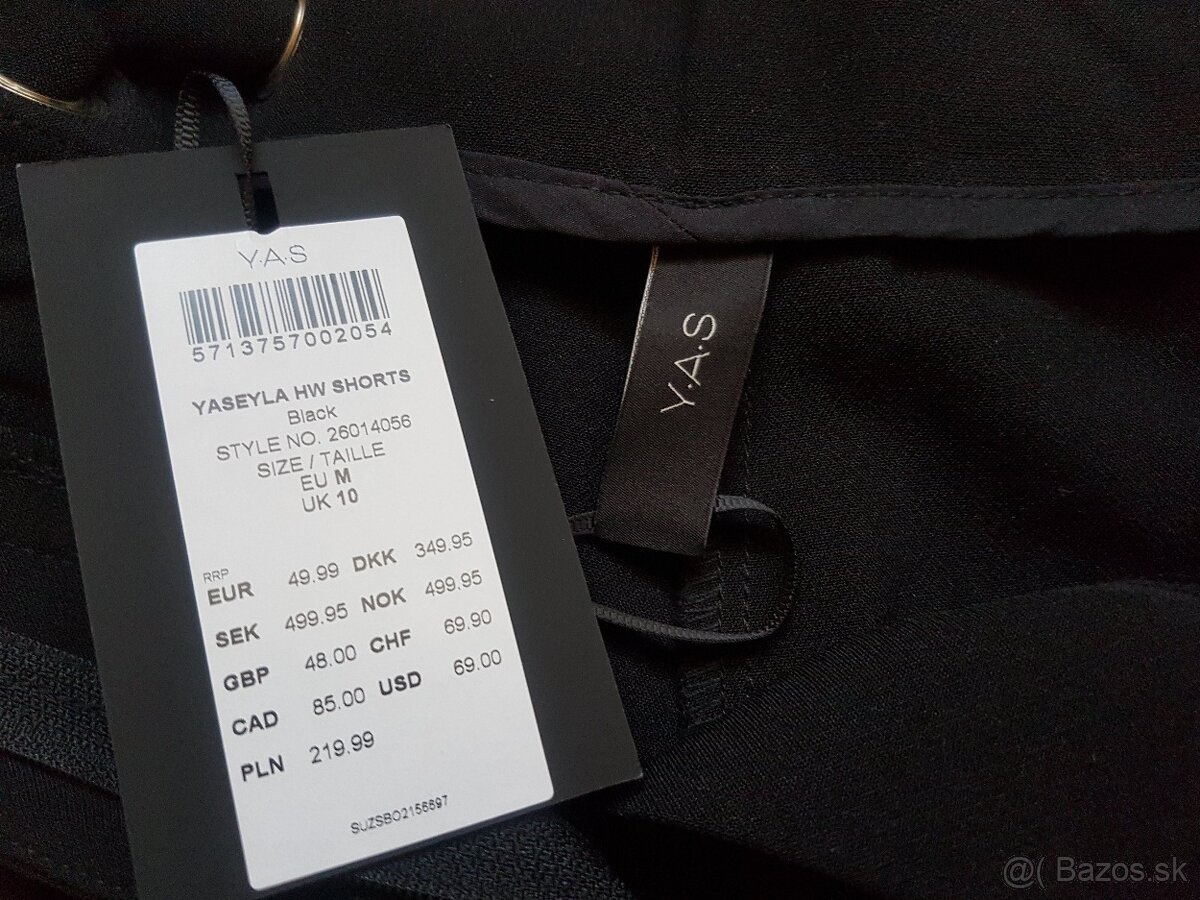 Y.A.S
5713757002054
YASEYLA HW SHORTS
Black
STYLE NO. 26014056
SIZE / TAILLE
EU M
UK 10
RRP
EUR 49.99 DKK 349.95
SEK 499.95 NOK 499.95
GBP 48.00 CHF 69.90
CAD 85.00 USD 69.00
PLN 219.99
SUZSBO2156697
Y.A.S
@( Bazos.sk